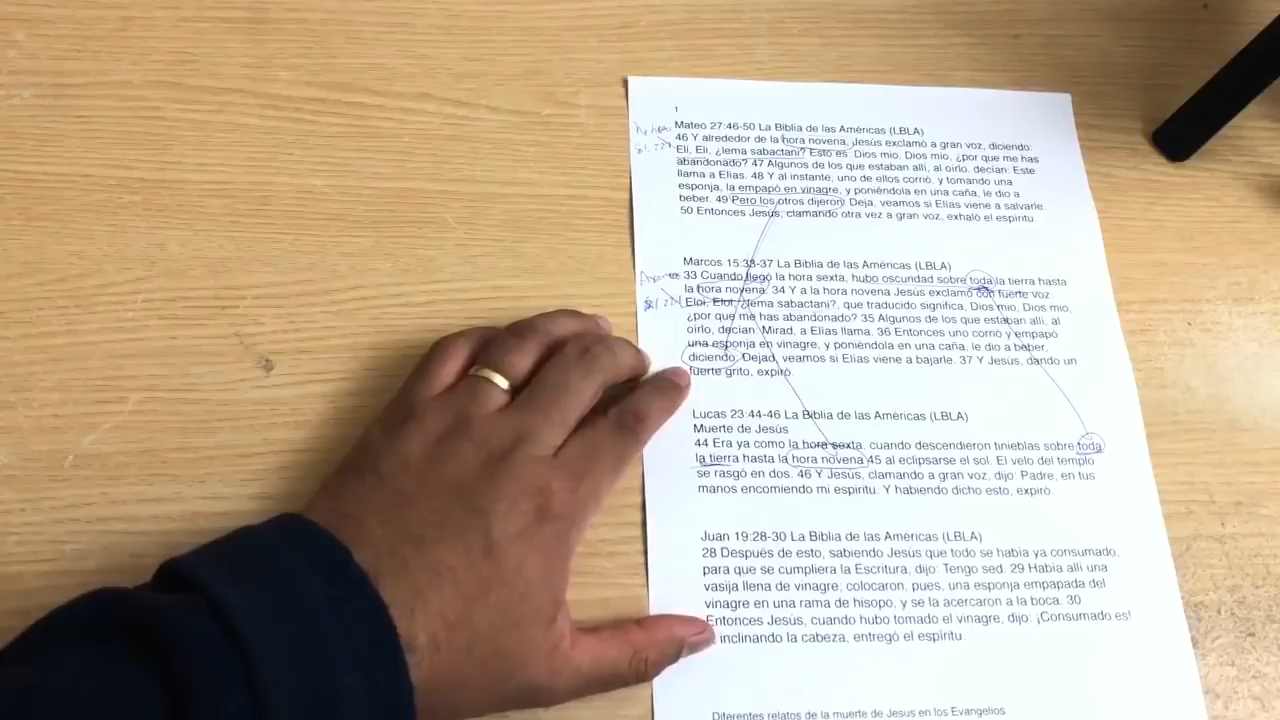 1
Mateo 27:46-50 La Biblia de las Américas (LBLA)
46 Y alrededor de la hora novena, Jesús exclamó a gran voz, diciendo:
Elí, Elí, ¿lema sabactani? Esto es: Dios mío, Dios mío, ¿por que me has
abandonado? 47 Algunos de los que estaban allí, al oírlo, decían: Este
llama a Elías. 48 Y al instante, uno de ellos corrió, y tomando una
esponja, la empapó en vinagre, y poniéndola en una caña, le dio a
beber. 49 Pero los otros dijeron: Deja, veamos si Elías viene a salvarle.
50 Entonces Jesús, clamando otra vez a gran voz, exhaló el espíritu.
Marcos 15:33-37 La Biblia de las Américas (LBLA)
33 Cuando llegó la hora sexta, hubo oscuridad sobre toda la tierra hasta
la hora novena. 34 Y a la hora novena Jesús exclamó con fuerte voz:
Eloi, Eloi, ¿lema sabactani?, que traducido significa, Dios mío, Dios mío,
¿por que me has abandonado? 35 Algunos de los que estaban allí, al
oírlo, decían: Mirad, a Elías llama. 36 Entonces uno corrió y empapó
una esponja en vinagre, y poniéndola en una caña, le dio a beber,
diciendo: Dejad, veamos si Elías viene a bajarle. 37 Y Jesús, dando un
fuerte grito, expiró.
Lucas 23:44-46 La Biblia de las Américas (LBLA)
Muerte de Jesús
44 Era ya como la hora sexta, cuando descendieron tinieblas sobre toda
la tierra hasta la hora novena 45 al eclipsarse el sol. El velo del templo
se rasgó en dos. 46 Y Jesús, clamando a gran voz, dijo: Padre, en tus
manos encomiendo mi espíritu. Y habiendo dicho esto, expiró.
Juan 19:28-30 La Biblia de las Américas (LBLA)
28 Después de esto, sabiendo Jesús que todo se había ya consumado,
para que se cumpliera la Escritura, dijo: Tengo sed. 29 Había allí una
vasija llena de vinagre; colocaron, pues, una esponja empapada del
vinagre en una rama de hisopo, y se la acercaron a la boca. 30
Entonces Jesús, cuando hubo tomado el vinagre, dijo: ¡Consumado es!
inclinando la cabeza, entregó el espíritu.
Diferentes relatos de la muerte de Jesus en los Evangelios